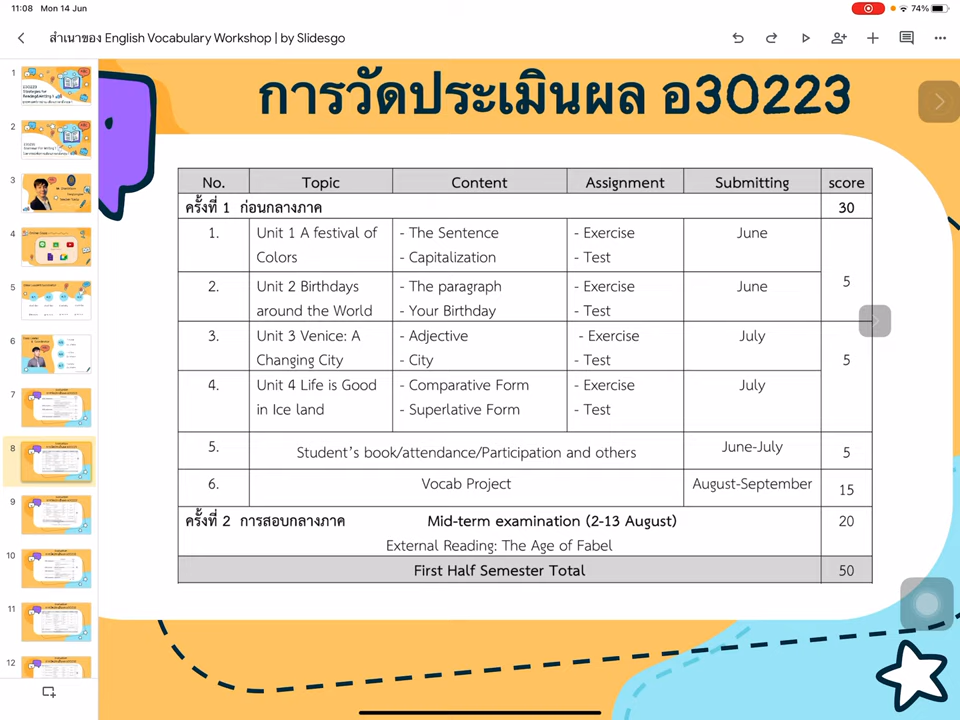 11:08 Mon 14 Jun
74%
สำเนาของ English Vocabulary Workshop | by Slidesgo
การวัดประเมินผล อ30223
No. Topic Content Assignment Submitting score
ครั้งที่ 1 ก่อนกลางภาค 30
1. Unit 1 A festival of Colors - The Sentence - Capitalization - Exercise - Test June
2. Unit 2 Birthdays around the World - The paragraph - Your Birthday - Exercise - Test June 5
3. Unit 3 Venice: A Changing City - Adjective - City - Exercise - Test July 5
4. Unit 4 Life is Good in Ice land - Comparative Form - Superlative Form - Exercise - Test July
5. Student's book/attendance/Participation and others June-July 5
6. Vocab Project August-September 15
ครั้งที่ 2 การสอบกลางภาค Mid-term examination (2-13 August) 20
External Reading: The Age of Fabel
First Half Semester Total 50
1
2
3
4
5
6
7
8
9
10
11
12